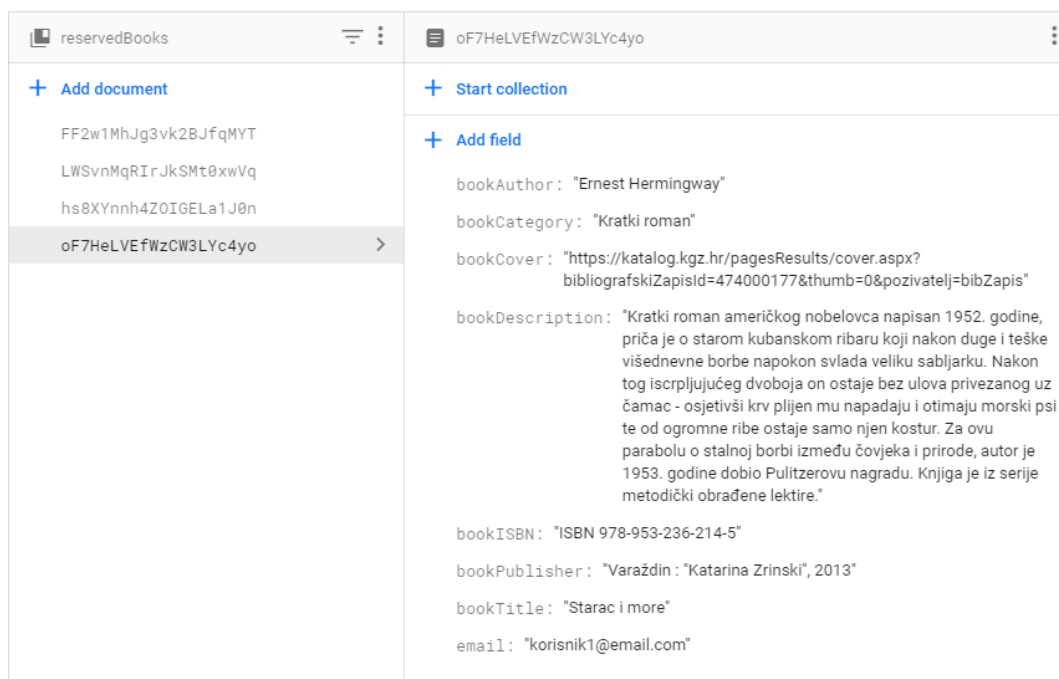 reservedBooks
Add document
FF2w1MhJg3vk2BJfqMYT
LWSvnMqRIrJkSMt0xwVq
hs8XYnnh4ZOIGELa1J0n
oF7HeLVEfWzCW3LYc4yo
oF7HeLVEfWzCW3LYc4yo
Start collection
Add field
bookAuthor: "Ernest Hermingway"
bookCategory: "Kratki roman"
bookCover: "https://katalog.kgz.hr/pagesResults/cover.aspx?
bibliografskiZapisId=474000177&thumb=0&pozivatelj=bibZapis"
bookDescription: "Kratki roman američkog nobelovca napisan 1952. godine,
priča je o starom kubanskom ribaru koji nakon duge i teške
višednevne borbe napokon svlada veliku sabljarku. Nakon
tog iscrpljujućeg dvoboja on ostaje bez ulova privezanog uz
čamac - osjetivši krv plijen mu napadaju i otimaju morski psi
te od ogromne ribe ostaje samo njen kostur. Za ovu
parabolu o stalnoj borbi između čovjeka i prirode, autor je
1953. godine dobio Pulitzerovu nagradu. Knjiga je iz serije
metodički obrađene lektire."
bookISBN: "ISBN 978-953-236-214-5"
bookPublisher: "Varaždin : "Katarina Zrinski", 2013"
bookTitle: "Starac i more"
email: "korisnik1@email.com"